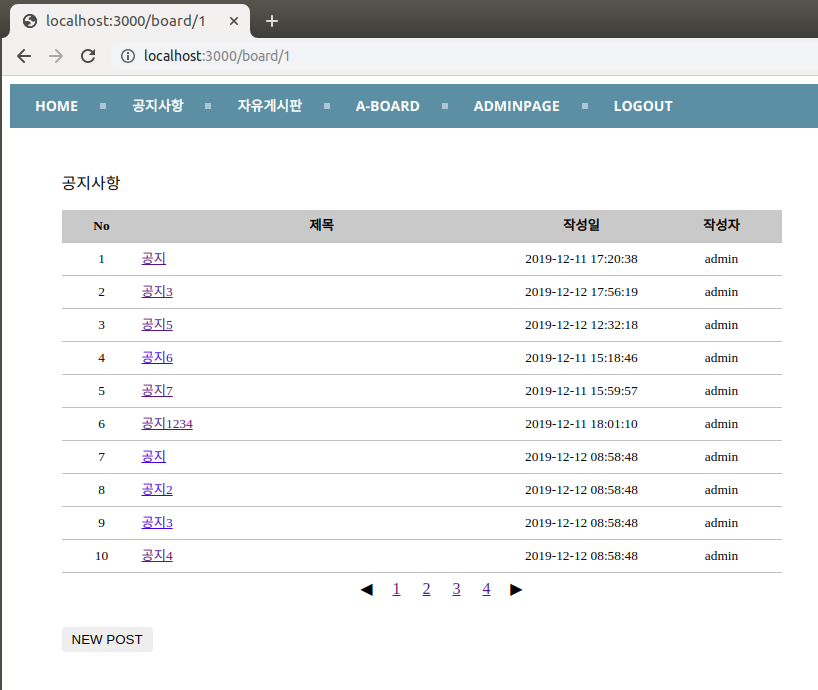 localhost:3000/board/1
localhost:3000/board/1
HOME 공지사항 자유게시판 A-BOARD ADMINPAGE LOGOUT
공지사항
No 제목 작성일 작성자
1 공지 2019-12-11 17:20:38 admin
2 공지3 2019-12-12 17:56:19 admin
3 공지5 2019-12-12 12:32:18 admin
4 공지6 2019-12-11 15:18:46 admin
5 공지7 2019-12-11 15:59:57 admin
6 공지1234 2019-12-11 18:01:10 admin
7 공지 2019-12-12 08:58:48 admin
8 공지2 2019-12-12 08:58:48 admin
9 공지3 2019-12-12 08:58:48 admin
10 공지4 2019-12-12 08:58:48 admin
◀ 1 2 3 4 ▶
NEW POST